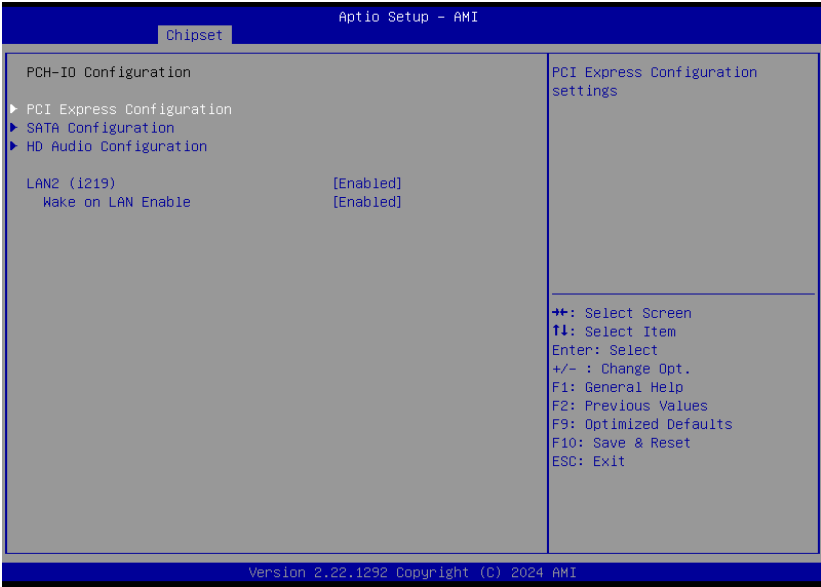 Aptio Setup – AMI
Chipset
PCH-IO Configuration
PCI Express Configuration
SATA Configuration
HD Audio Configuration
LAN2 (i219) [Enabled]
Wake on LAN Enable [Enabled]
PCI Express Configuration
settings
→←: Select Screen
↑↓: Select Item
Enter: Select
+/- : Change Opt.
F1: General Help
F2: Previous Values
F9: Optimized Defaults
F10: Save & Reset
ESC: Exit
Version 2.22.1292 Copyright (C) 2024 AMI